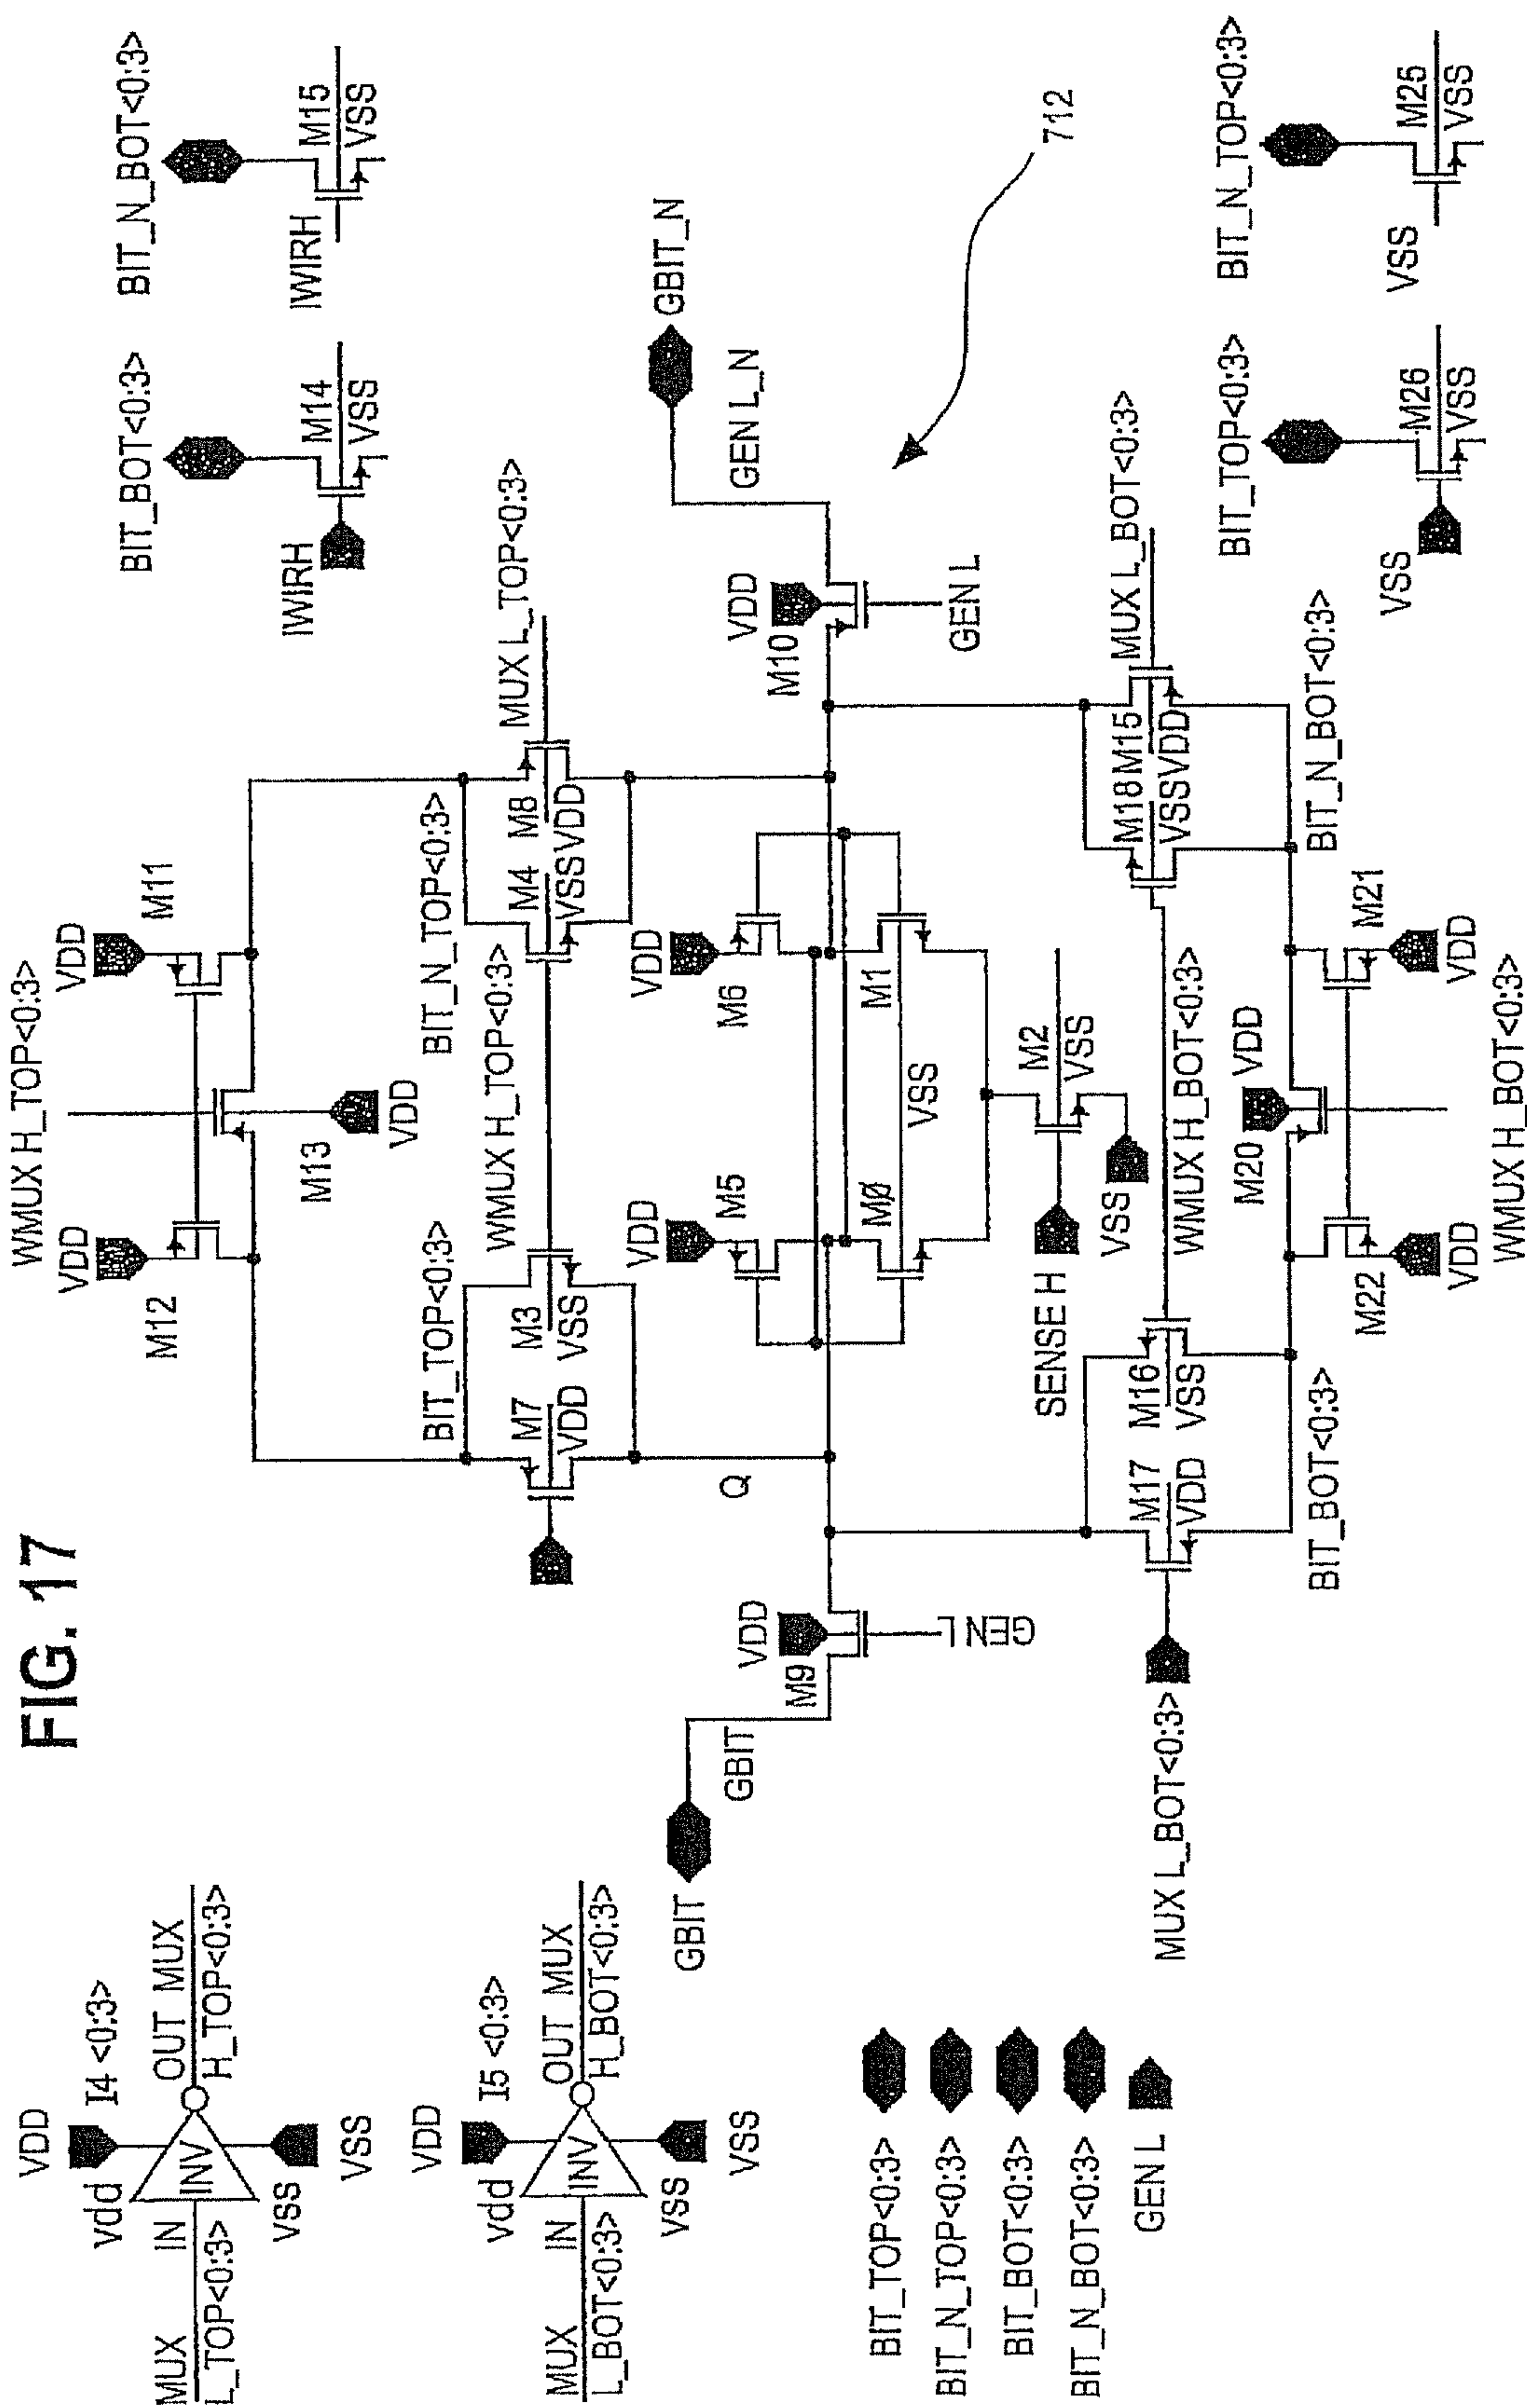 FIG. 17
VDD
vdd
I4 <0:3>
MUX
IN
INV
OUT MUX
L_TOP<0:3>
H_TOP<0:3>
VSS
VSS
VDD
vdd
I5 <0:3>
MUX
IN
INV
OUT MUX
L_BOT<0:3>
H_BOT<0:3>
VSS
VSS
BIT_TOP<0:3>
BIT_N_TOP<0:3>
BIT_BOT<0:3>
BIT_N_BOT<0:3>
GEN L
WMUX H_TOP<0:3>
VDD
VDD
M12
M11
M13
VDD
BIT_TOP<0:3>
BIT_N_TOP<0:3>
WMUX H_TOP<0:3>
MUX L_TOP<0:3>
M7
VDD
M3
VSS
M4
VSS
M8
VDD
Q
GBIT
GBIT
VDD
M9
GEN L
VDD
M5
VDD
M6
MØ
M1
VSS
SENSE H
M2
VSS
VSS
VDD
M10
GEN L
GEN L_N
GBIT_N
712
MUX L_BOT<0:3>
M17
VDD
M16
VSS
WMUX H_BOT<0:3>
M18
VSS
M15
VDD
MUX L_BOT<0:3>
BIT_BOT<0:3>
BIT_N_BOT<0:3>
M20
VDD
M22
M21
VDD
VDD
WMUX H_BOT<0:3>
BIT_BOT<0:3>
IWIRH
M14
VSS
BIT_N_BOT<0:3>
IWIRH
M15
VSS
BIT_TOP<0:3>
VSS
M26
VSS
BIT_N_TOP<0:3>
VSS
M25
VSS